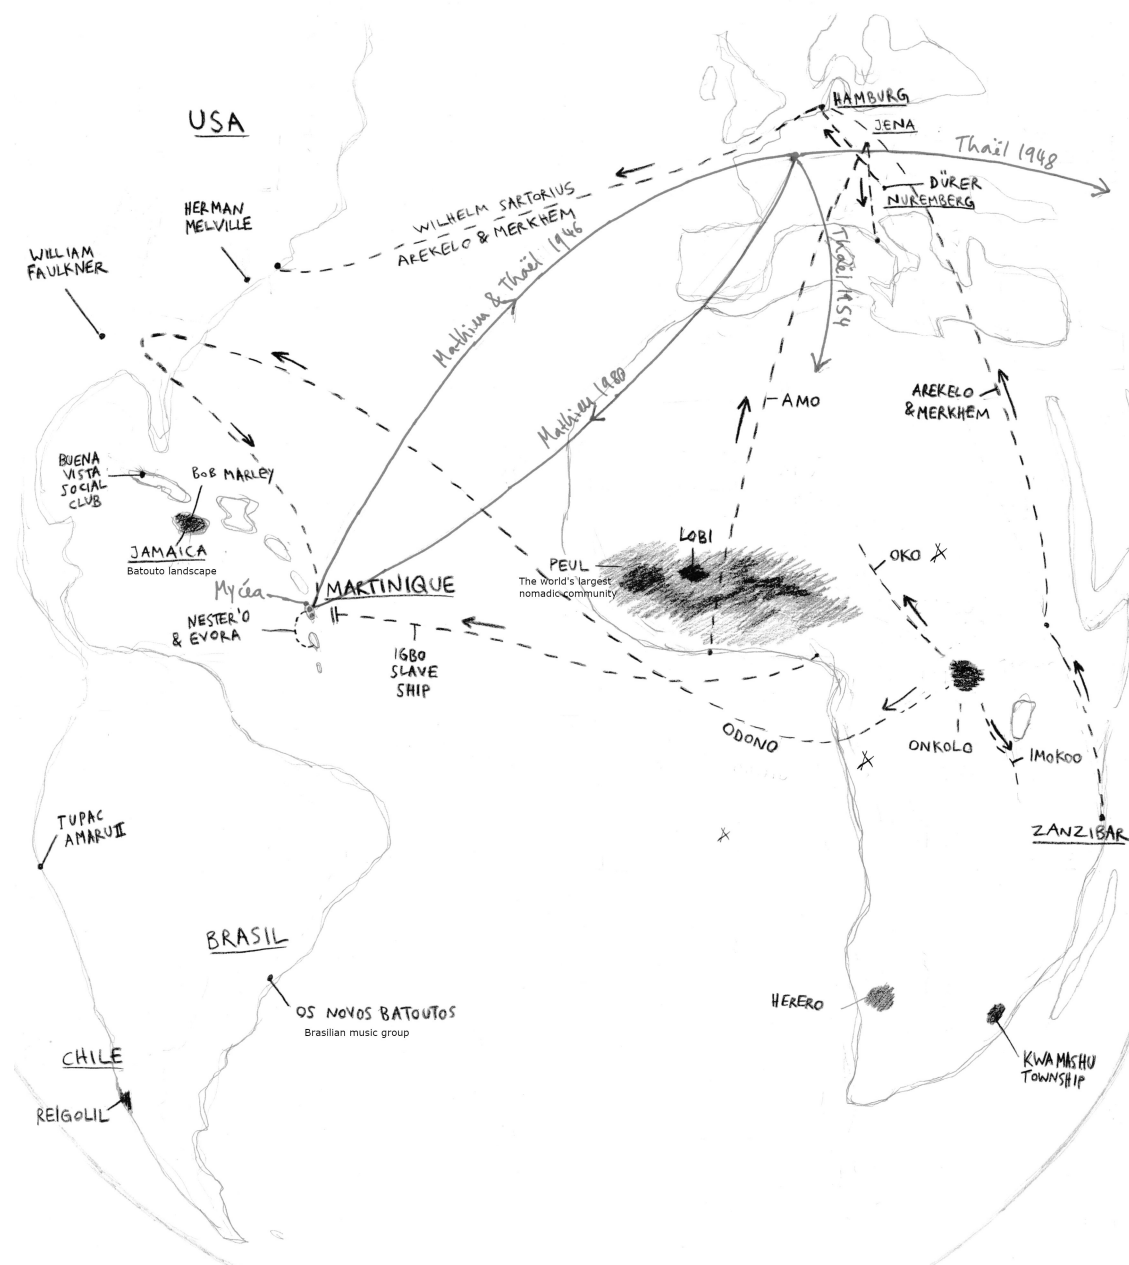 HAMBURG
JENA
Thaël 1948
DÜRER
NUREMBERG
USA
HERMAN
MELVILLE
WILLIAM
FAULKNER
WILHELM SARTORIUS
AREKELO & MERKHEM
Mathieu & Thaël 1946
Thaël 1954
Mathieu 1980
AMO
AREKELO
& MERKHEM
BUENA
VISTA
SOCIAL
CLUB
BOB MARLEY
JAMAICA
Batouto landscape
Mycéa
MARTINIQUE
NESTER'O
& EVORA
IGBO
SLAVE
SHIP
PEUL
The world's largest
nomadic community
LOBI
OKO
ODONO
ONKOLO
IMOKOO
ZANZIBAR
TUPAC
AMARU II
BRASIL
OS NOVOS BATOUTOS
Brasilian music group
HERERO
KWAMASHU
TOWNSHIP
CHILE
REIGOLIL